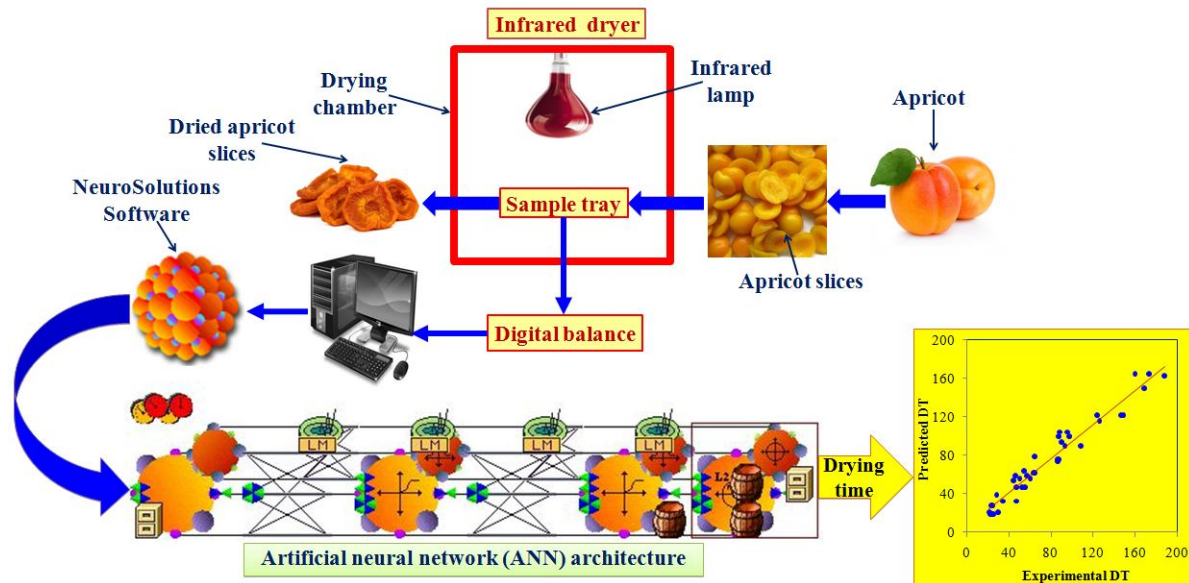 Infrared dryer
Drying
chamber
Infrared
lamp
Apricot
Dried apricot
slices
NeuroSolutions
Software
Sample tray
Apricot slices
Digital balance
LM
LM
LM
LM
L2
Drying
time
Artificial neural network (ANN) architecture
200
160
120
80
40
0
Predicted DT
0
40
80
120
160
200
Experimental DT